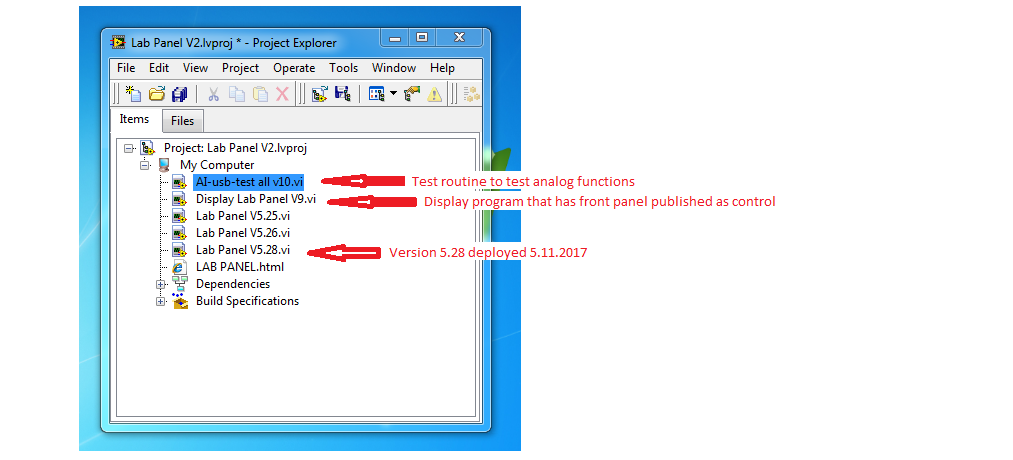 Lab Panel V2.lvproj * - Project Explorer
File Edit View Project Operate Tools Window Help
Items Files
Project: Lab Panel V2.lvproj
My Computer
AI-usb-test all v10.vi Test routine to test analog functions
Display Lab Panel V9.vi Display program that has front panel published as control
Lab Panel V5.25.vi
Lab Panel V5.26.vi
Lab Panel V5.28.vi Version 5.28 deployed 5.11.2017
LAB PANEL.html
Dependencies
Build Specifications